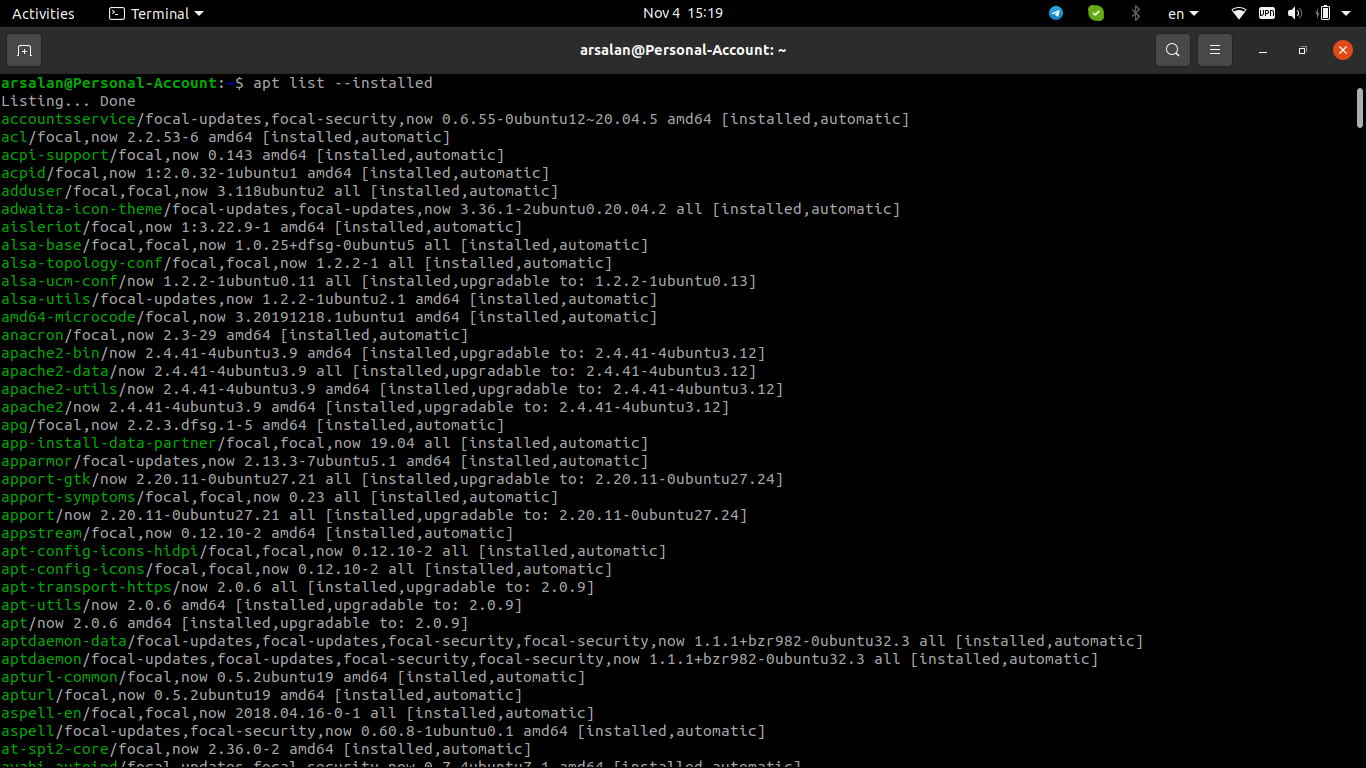 Activities Terminal Nov 4 15:19 en VPN
arsalan@Personal-Account: ~
arsalan@Personal-Account:~$ apt list --installed
Listing... Done
accountsservice/focal-updates,focal-security,now 0.6.55-0ubuntu12~20.04.5 amd64 [installed,automatic]
acl/focal,now 2.2.53-6 amd64 [installed,automatic]
acpi-support/focal,now 0.143 amd64 [installed,automatic]
acpid/focal,now 1:2.0.32-1ubuntu1 amd64 [installed,automatic]
adduser/focal,focal,now 3.118ubuntu2 all [installed,automatic]
adwaita-icon-theme/focal-updates,focal-updates,now 3.36.1-2ubuntu0.20.04.2 all [installed,automatic]
aisleriot/focal,now 1:3.22.9-1 amd64 [installed,automatic]
alsa-base/focal,focal,now 1.0.25+dfsg-0ubuntu5 all [installed,automatic]
alsa-topology-conf/focal,focal,now 1.2.2-1 all [installed,automatic]
alsa-ucm-conf/now 1.2.2-1ubuntu0.11 all [installed,upgradable to: 1.2.2-1ubuntu0.13]
alsa-utils/focal-updates,now 1.2.2-1ubuntu2.1 amd64 [installed,automatic]
amd64-microcode/focal,now 3.20191218.1ubuntu1 amd64 [installed,automatic]
anacron/focal,now 2.3-29 amd64 [installed,automatic]
apache2-bin/now 2.4.41-4ubuntu3.9 amd64 [installed,upgradable to: 2.4.41-4ubuntu3.12]
apache2-data/now 2.4.41-4ubuntu3.9 all [installed,upgradable to: 2.4.41-4ubuntu3.12]
apache2-utils/now 2.4.41-4ubuntu3.9 amd64 [installed,upgradable to: 2.4.41-4ubuntu3.12]
apache2/now 2.4.41-4ubuntu3.9 amd64 [installed,upgradable to: 2.4.41-4ubuntu3.12]
apg/focal,now 2.2.3.dfsg.1-5 amd64 [installed,automatic]
app-install-data-partner/focal,focal,now 19.04 all [installed,automatic]
apparmor/focal-updates,now 2.13.3-7ubuntu5.1 amd64 [installed,automatic]
apport-gtk/now 2.20.11-0ubuntu27.21 all [installed,upgradable to: 2.20.11-0ubuntu27.24]
apport-symptoms/focal,focal,now 0.23 all [installed,automatic]
apport/now 2.20.11-0ubuntu27.21 all [installed,upgradable to: 2.20.11-0ubuntu27.24]
appstream/focal,now 0.12.10-2 amd64 [installed,automatic]
apt-config-icons-hidpi/focal,focal,now 0.12.10-2 all [installed,automatic]
apt-config-icons/focal,focal,now 0.12.10-2 all [installed,automatic]
apt-transport-https/now 2.0.6 all [installed,upgradable to: 2.0.9]
apt-utils/now 2.0.6 amd64 [installed,upgradable to: 2.0.9]
apt/now 2.0.6 amd64 [installed,upgradable to: 2.0.9]
aptdaemon-data/focal-updates,focal-updates,focal-security,focal-security,now 1.1.1+bzr982-0ubuntu32.3 all [installed,automatic]
aptdaemon/focal-updates,focal-updates,focal-security,focal-security,now 1.1.1+bzr982-0ubuntu32.3 all [installed,automatic]
apturl-common/focal,now 0.5.2ubuntu19 amd64 [installed,automatic]
apturl/focal,now 0.5.2ubuntu19 amd64 [installed,automatic]
aspell-en/focal,focal,now 2018.04.16-0-1 all [installed,automatic]
aspell/focal-updates,focal-security,now 0.60.8-1ubuntu0.1 amd64 [installed,automatic]
at-spi2-core/focal,now 2.36.0-2 amd64 [installed,automatic]
avahi-autoipd/focal-updates,focal-security,now 0.7-4ubuntu7.1 amd64 [installed,automatic]